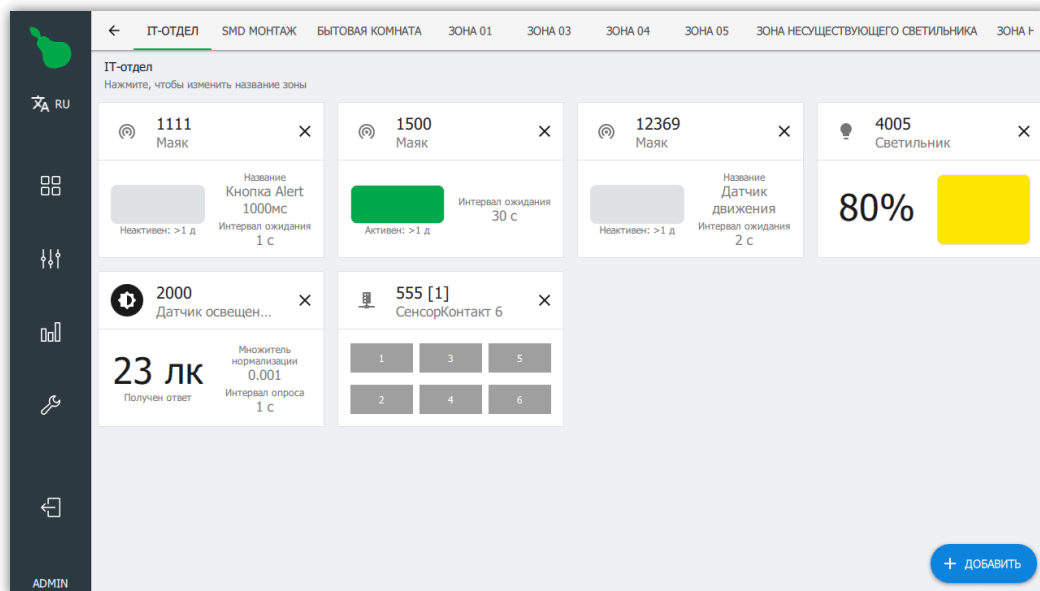 IT-ОТДЕЛ SMD МОНТАЖ БЫТОВАЯ КОМНАТА ЗОНА 01 ЗОНА 03 ЗОНА 04 ЗОНА 05 ЗОНА НЕСУЩЕСТВУЮЩЕГО СВЕТИЛЬНИКА ЗОНА Н
IT-отдел
Нажмите, чтобы изменить название зоны
RU
1111
Маяк
Неактивен: >1 д
Название
Кнопка Alert
1000мс
Интервал ожидания
1 с
1500
Маяк
Активен: >1 д
Интервал ожидания
30 с
12369
Маяк
Неактивен: >1 д
Название
Датчик
движения
Интервал ожидания
2 с
4005
Светильник
80%
2000
Датчик освещен...
23 лк
Получен ответ
Множитель
нормализации
0.001
Интервал опроса
1 с
555 [1]
СенсорКонтакт 6
1 3 5
2 4 6
+ ДОБАВИТЬ
ADMIN